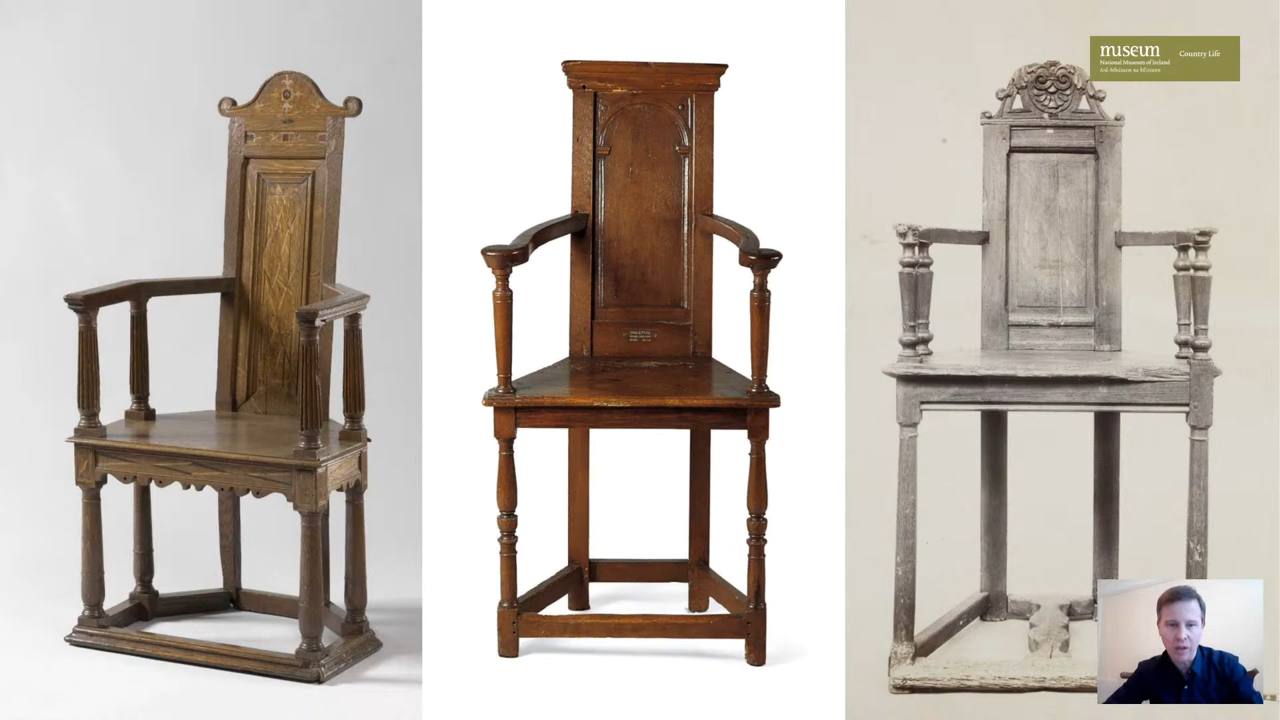 museum
Country Life
National Museum of Ireland
Ard-Mhúsaem na hÉireann